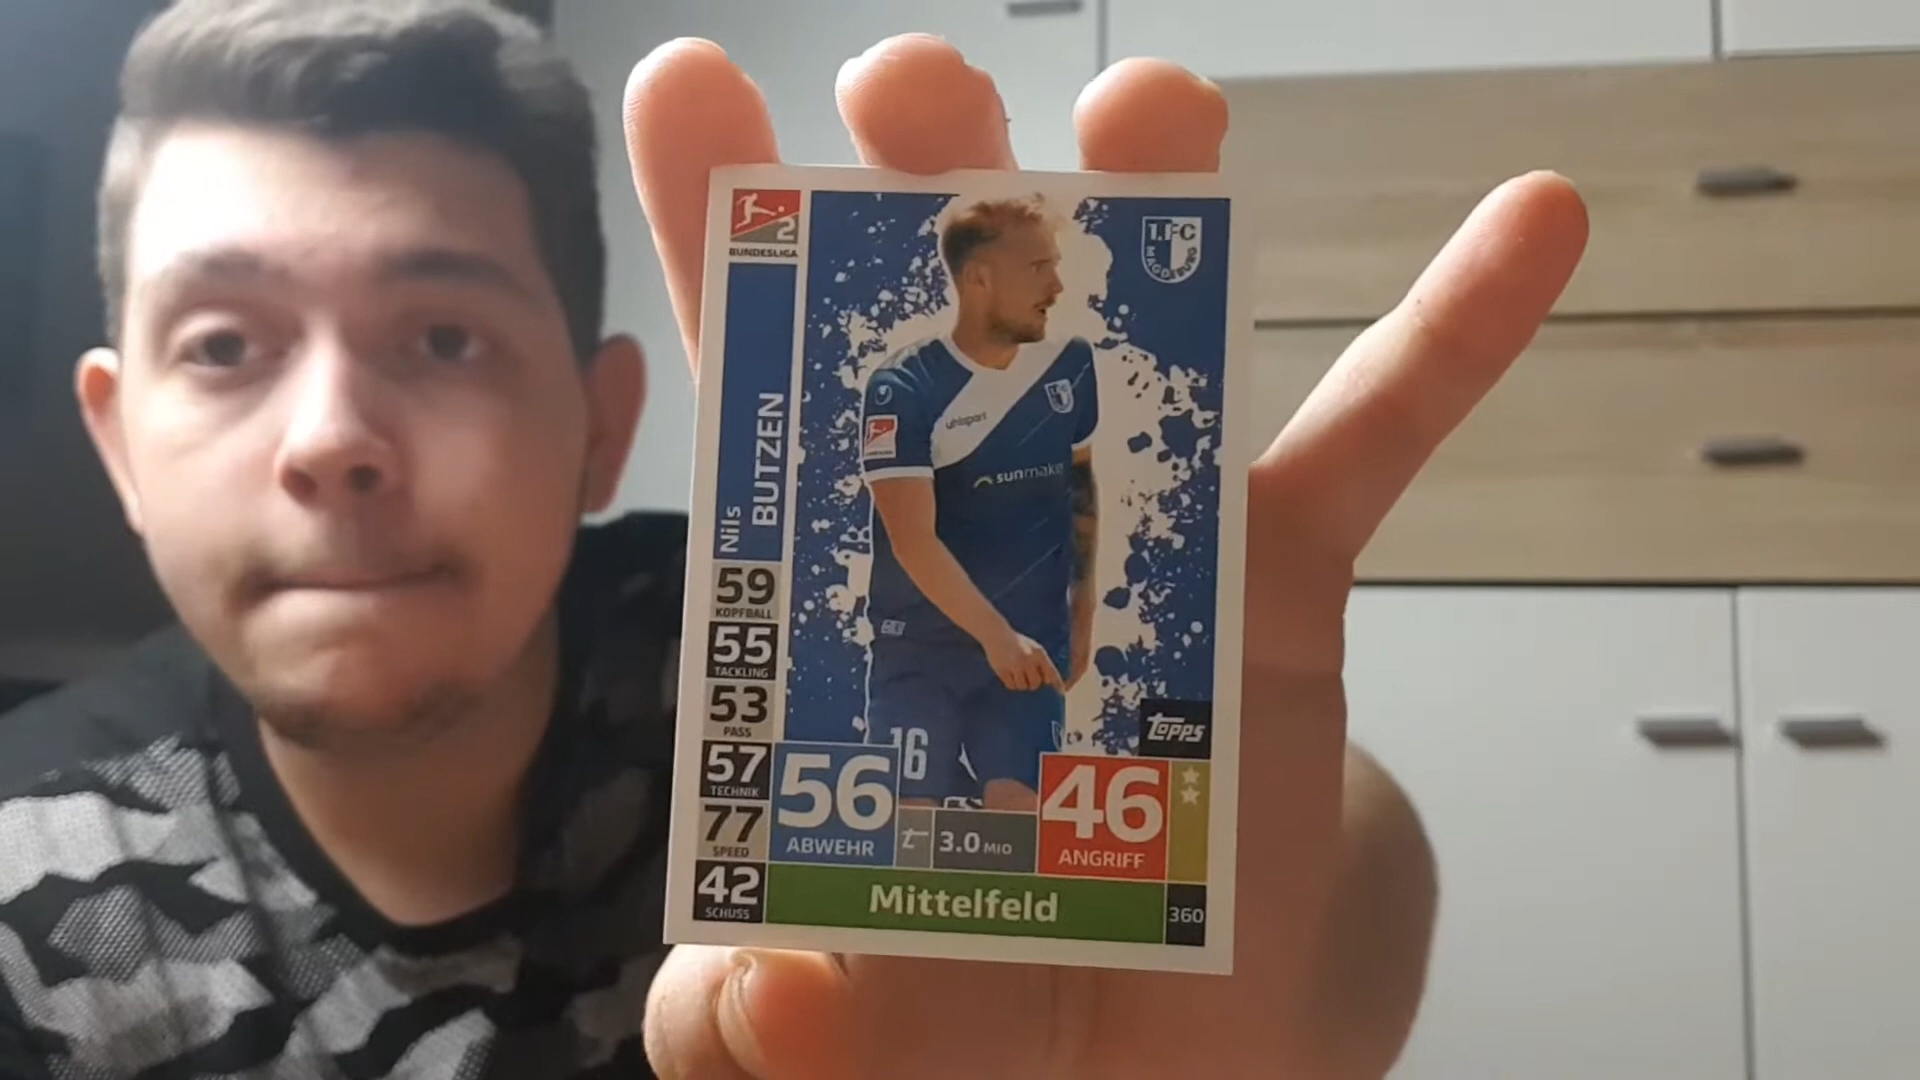 2
BUNDESLIGA
1.FC
MAGDEBURG
Nils
BUTZEN
uhlsport
sunmake
59
KOPFBALL
55
TACKLING
53
PASS
57
TECHNIK
77
SPEED
42
SCHUSS
16
topps
56
ABWEHR
t
3.0 MIO
46
ANGRIFF
Mittelfeld
360